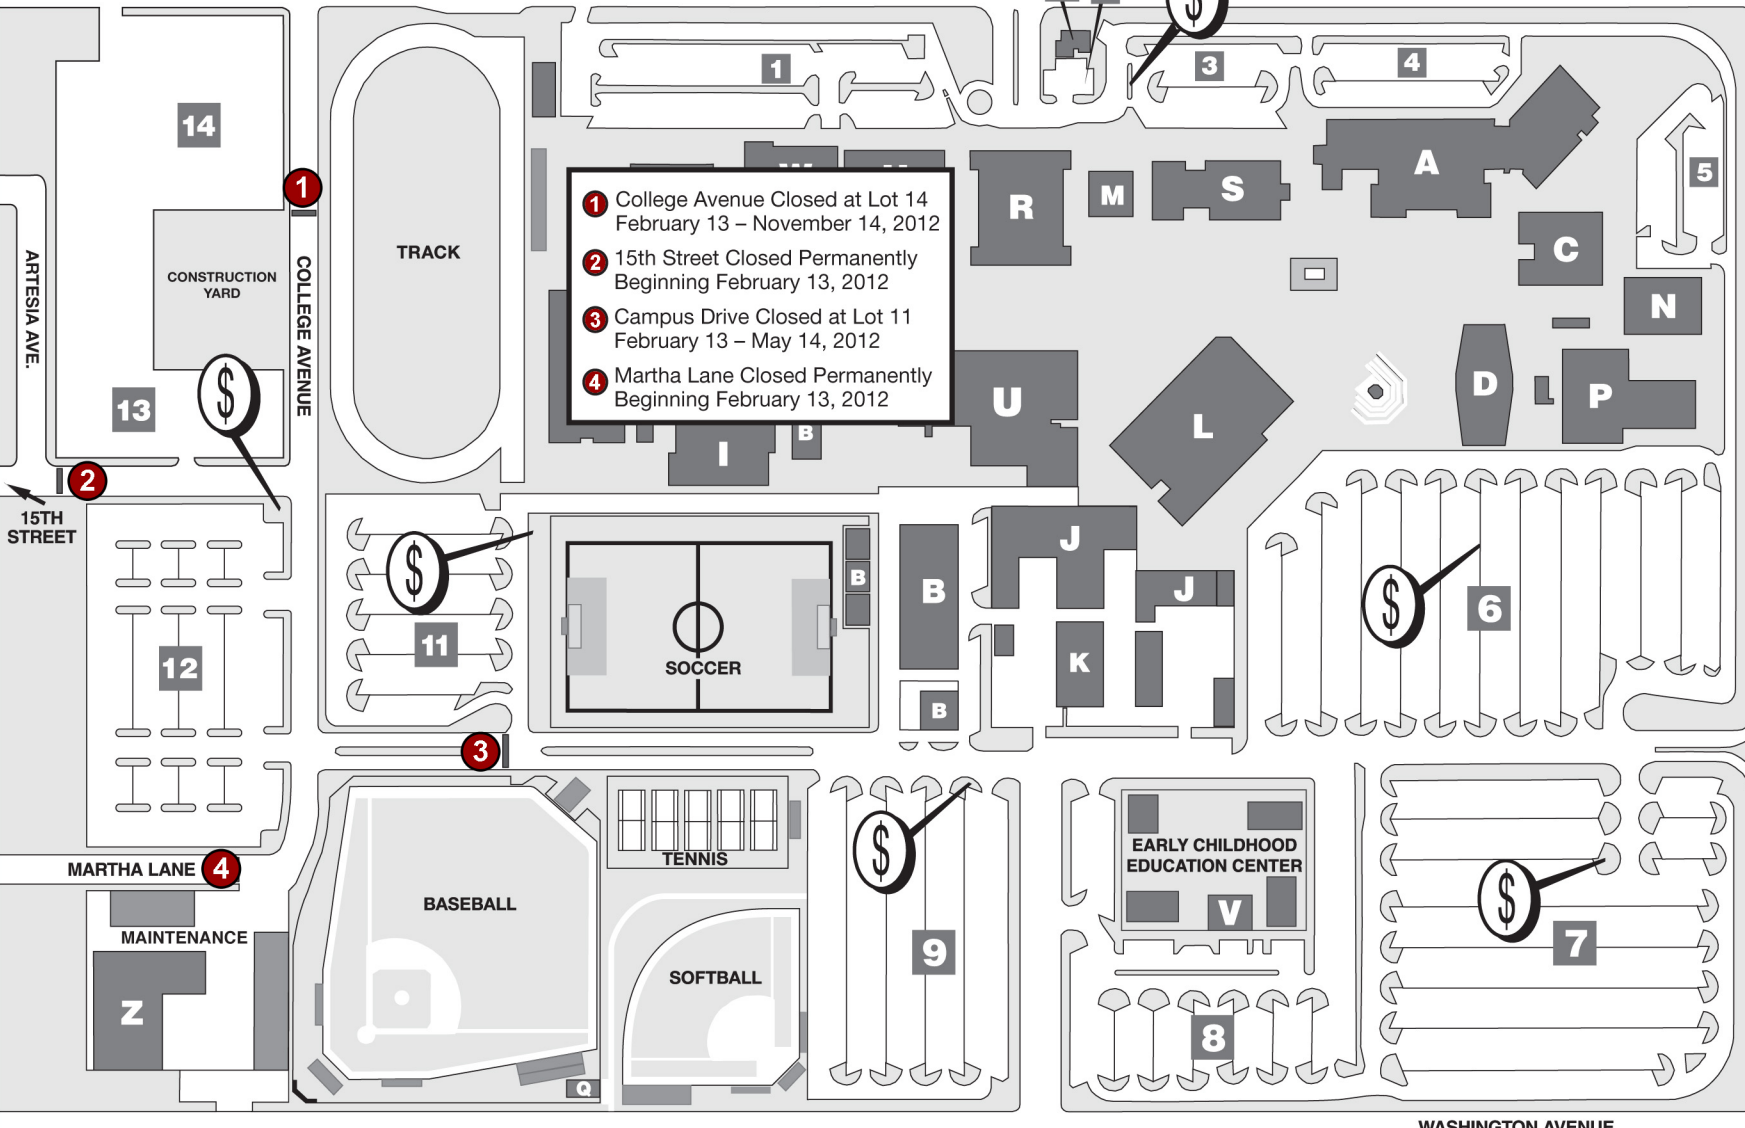 $
1
3
4
14
5
A
R
M
S
C
N
1
1 College Avenue Closed at Lot 14
February 13 – November 14, 2012
2 15th Street Closed Permanently
Beginning February 13, 2012
3 Campus Drive Closed at Lot 11
February 13 – May 14, 2012
4 Martha Lane Closed Permanently
Beginning February 13, 2012
TRACK
ARTESIA AVE.
CONSTRUCTION
YARD
COLLEGE AVENUE
$
13
U
L
D
P
I
B
2
15TH
STREET
$
11
12
SOCCER
B
B
B
J
J
K
$
6
3
MARTHA LANE 4
MAINTENANCE
Z
BASEBALL
TENNIS
SOFTBALL
Q
$
9
EARLY CHILDHOOD
EDUCATION CENTER
V
8
$
7
WASHINGTON AVENUE